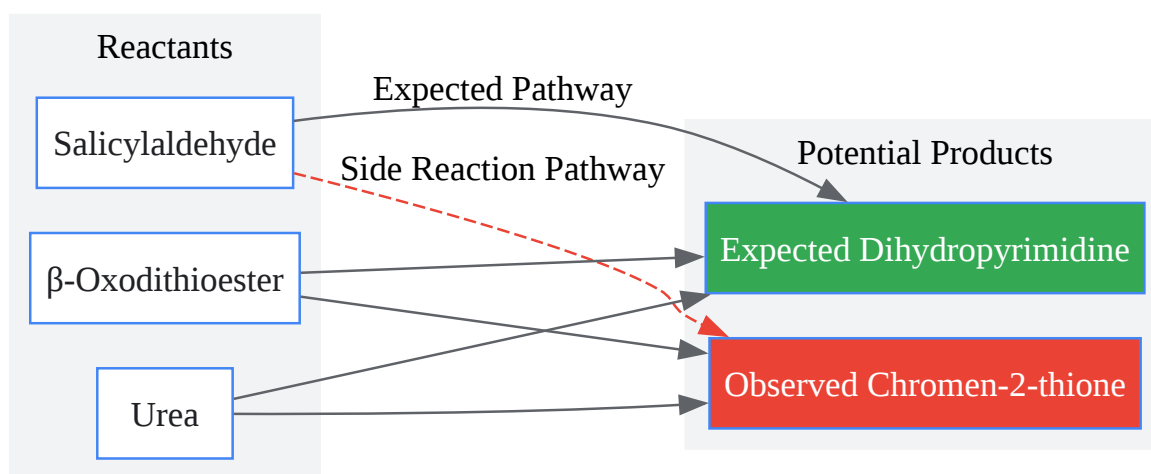 Reactants
Expected Pathway
Salicylaldehyde
Side Reaction Pathway
Potential Products
β-Oxodithioester
Expected Dihydropyrimidine
Urea
Observed Chromen-2-thione